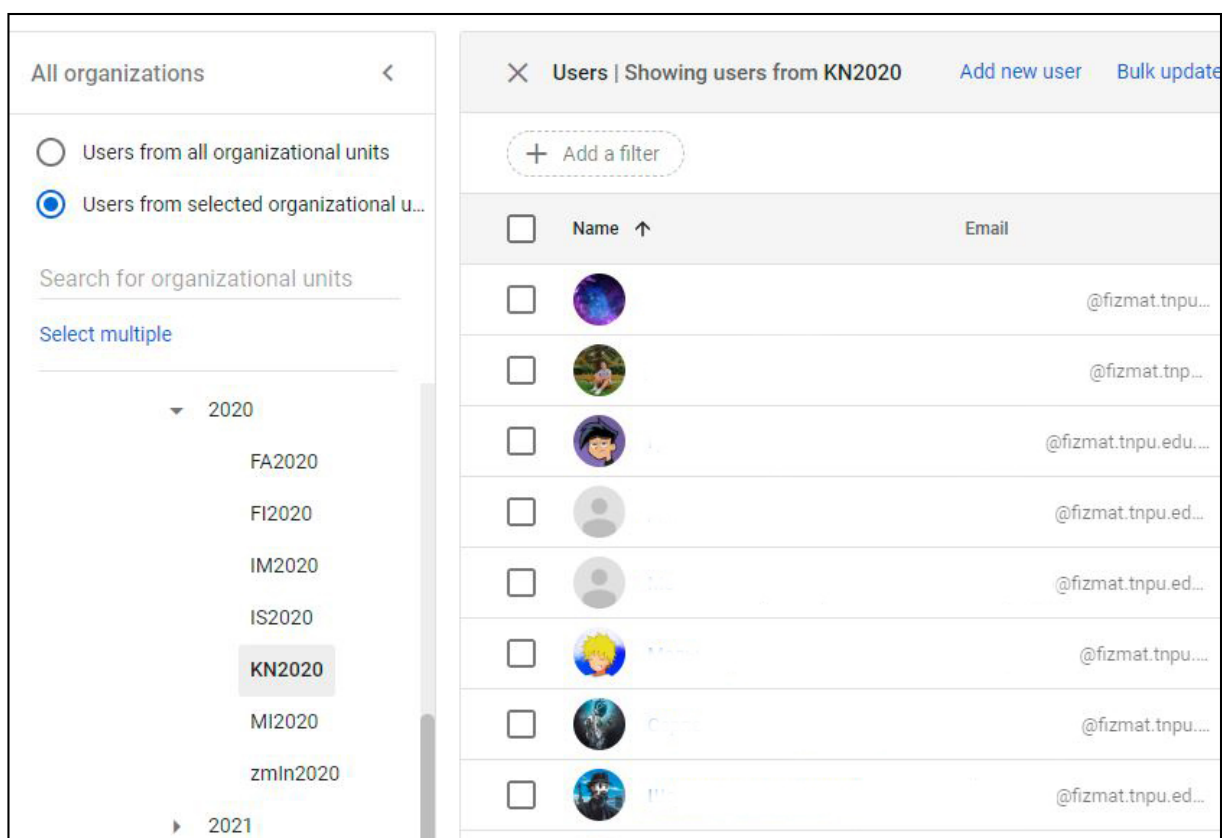 All organizations
Users from all organizational units
Users from selected organizational u...
Search for organizational units
Select multiple
2020
FA2020
FI2020
IM2020
IS2020
KN2020
MI2020
zmIn2020
2021
Users | Showing users from KN2020 Add new user Bulk update
Add a filter
Name Email
@fizmat.tnpu...
@fizmat.tnp...
@fizmat.tnpu.edu....
@fizmat.tnpu.ed...
@fizmat.tnpu.ed...
@fizmat.tnpu....
@fizmat.tnpu....
@fizmat.tnpu.ed...